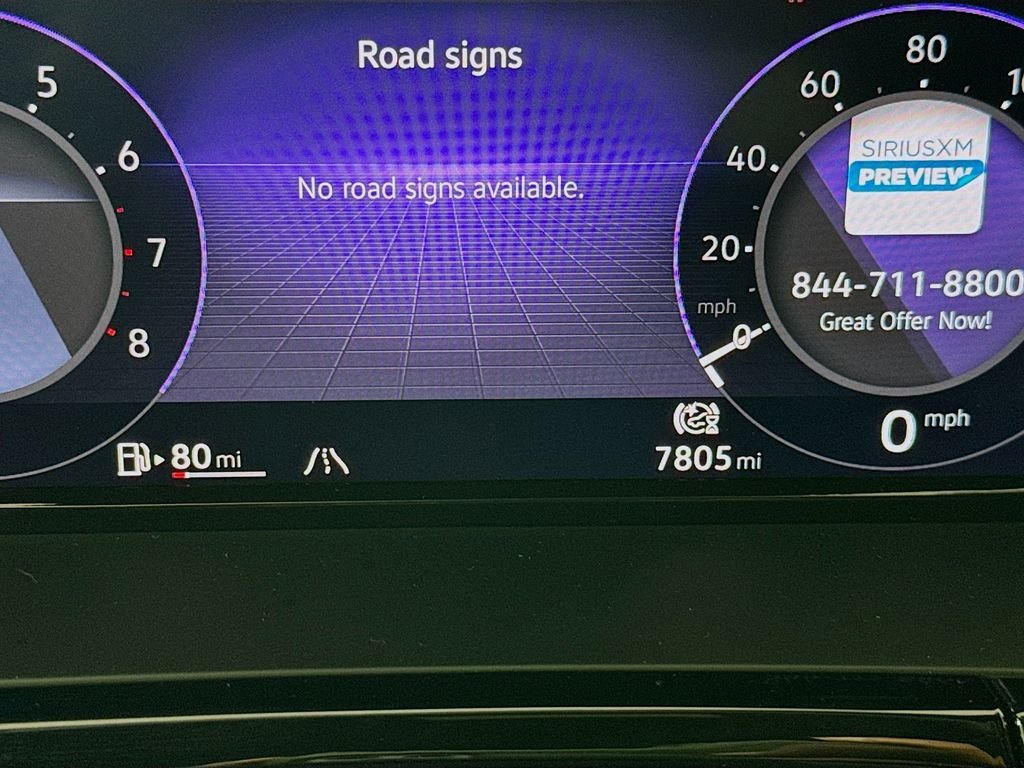 Road signs
No road signs available.
5
6
7
8
80
60
40
20
mph
0
SIRIUSXM
PREVIEW
844-711-8800
Great Offer Now!
0 mph
80 mi
7805 mi